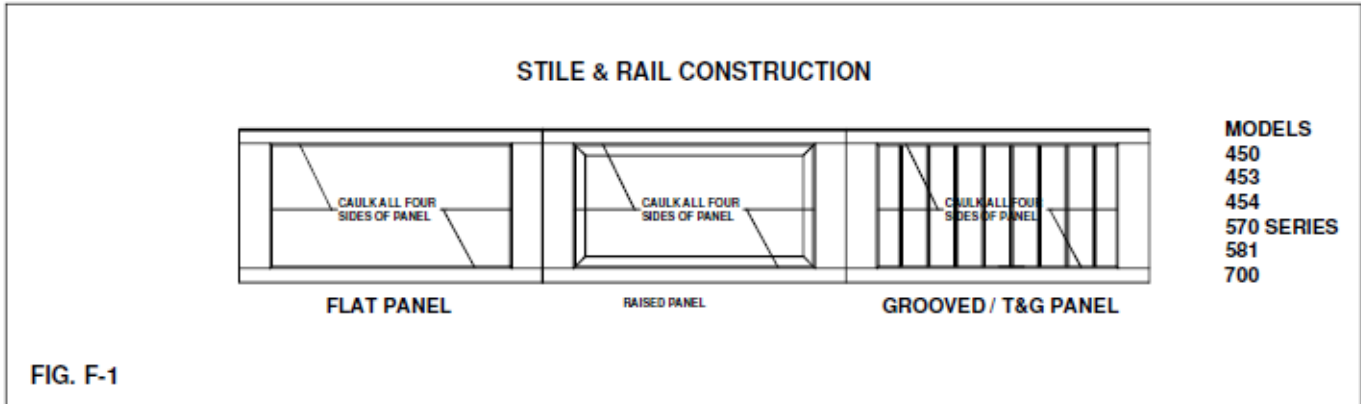 STILE & RAIL CONSTRUCTION
MODELS
450
453
454
570 SERIES
581
700
CAULK ALL FOUR
SIDES OF PANEL
CAULK ALL FOUR
SIDES OF PANEL
CAULK ALL FOUR
SIDES OF PANEL
FLAT PANEL
RAISED PANEL
GROOVED / T&G PANEL
FIG. F-1